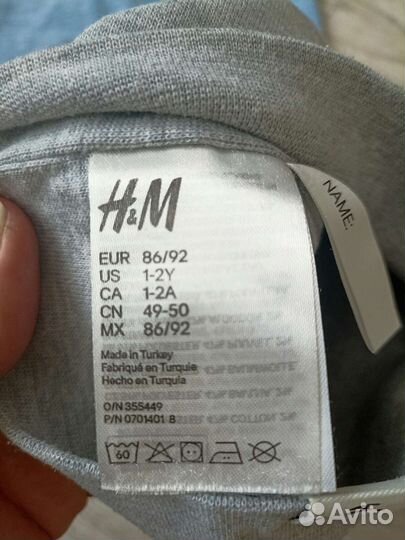 H&M
EUR 86/92
US 1-2Y
CA 1-2A
CN 49-50
MX 86/92
Made in Turkey
Fabriqué en Turquie
Hecho en Turquía
O/N 355449
P/N 0701401 8
60
NAME:
Avito